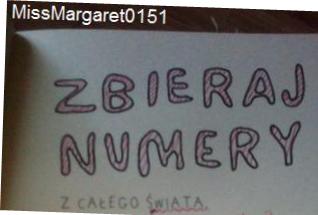 MissMargaret0151
ZBIERAJ
NUMERY
Z CAŁEGO ŚWIATA.